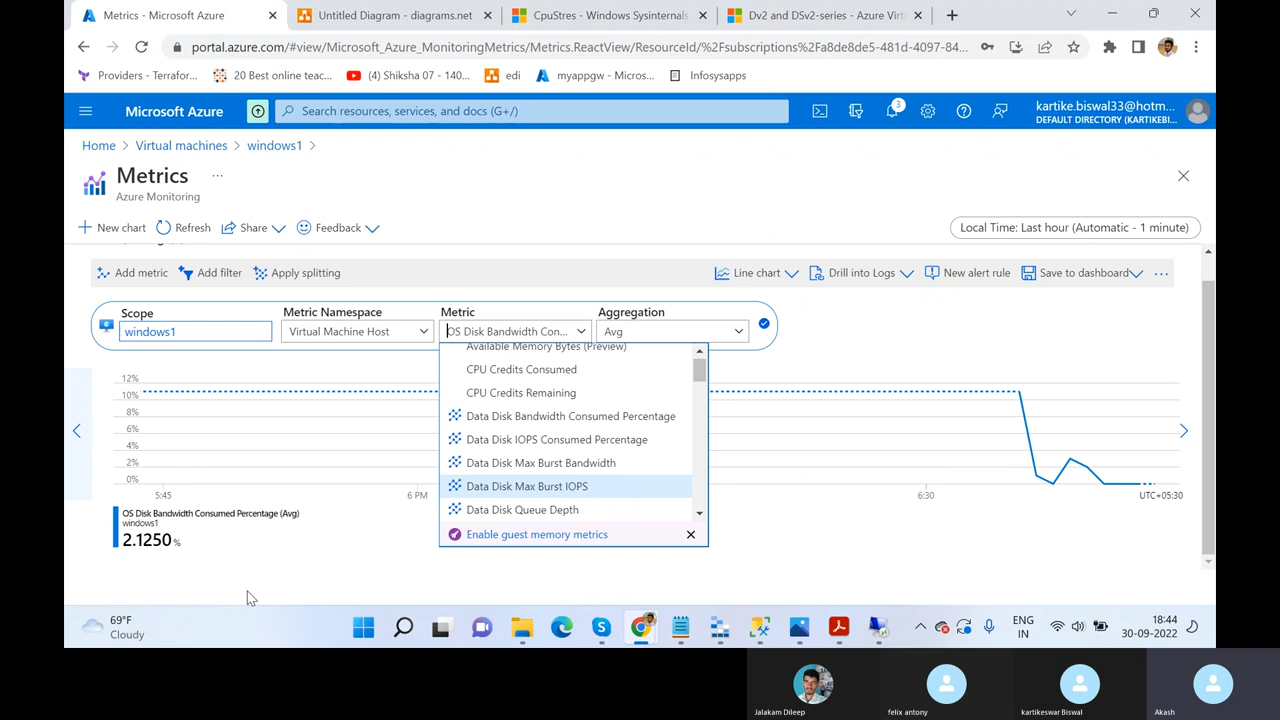 Metrics - Microsoft Azure
Untitled Diagram - diagrams.net
CpuStres - Windows Sysinternals
Dv2 and DSv2-series - Azure Virt
portal.azure.com/#view/Microsoft_Azure_MonitoringMetrics/Metrics.ReactView/ResourceId/%2Fsubscriptions%2Fa8de8de5-481d-4097-84...
Providers - Terrafor...
20 Best online teac...
(4) Shiksha 07 - 140...
edi
myappgw - Micros...
Infosysapps
Microsoft Azure
Search resources, services, and docs (G+/)
3
kartike.biswal33@hotm...
DEFAULT DIRECTORY (KARTIKEBI...
Home > Virtual machines > windows1 >
Metrics ...
Azure Monitoring
New chart
Refresh
Share
Feedback
Local Time: Last hour (Automatic - 1 minute)
Add metric
Add filter
Apply splitting
Line chart
Drill into Logs
New alert rule
Save to dashboard
...
Scope
Metric Namespace
Metric
Aggregation
windows1
Virtual Machine Host
OS Disk Bandwidth Con...
Avg
Available Memory Bytes (Preview)
CPU Credits Consumed
CPU Credits Remaining
Data Disk Bandwidth Consumed Percentage
Data Disk IOPS Consumed Percentage
Data Disk Max Burst Bandwidth
Data Disk Max Burst IOPS
Data Disk Queue Depth
Enable guest memory metrics
12%
10%
8%
6%
4%
2%
0%
5:45
6 PM
6:30
UTC+05:30
OS Disk Bandwidth Consumed Percentage (Avg)
windows1
2.1250 %
69°F
Cloudy
ENG
IN
18:44
30-09-2022
Jalakam Dileep
felix antony
kartikeswar Biswal
Akash